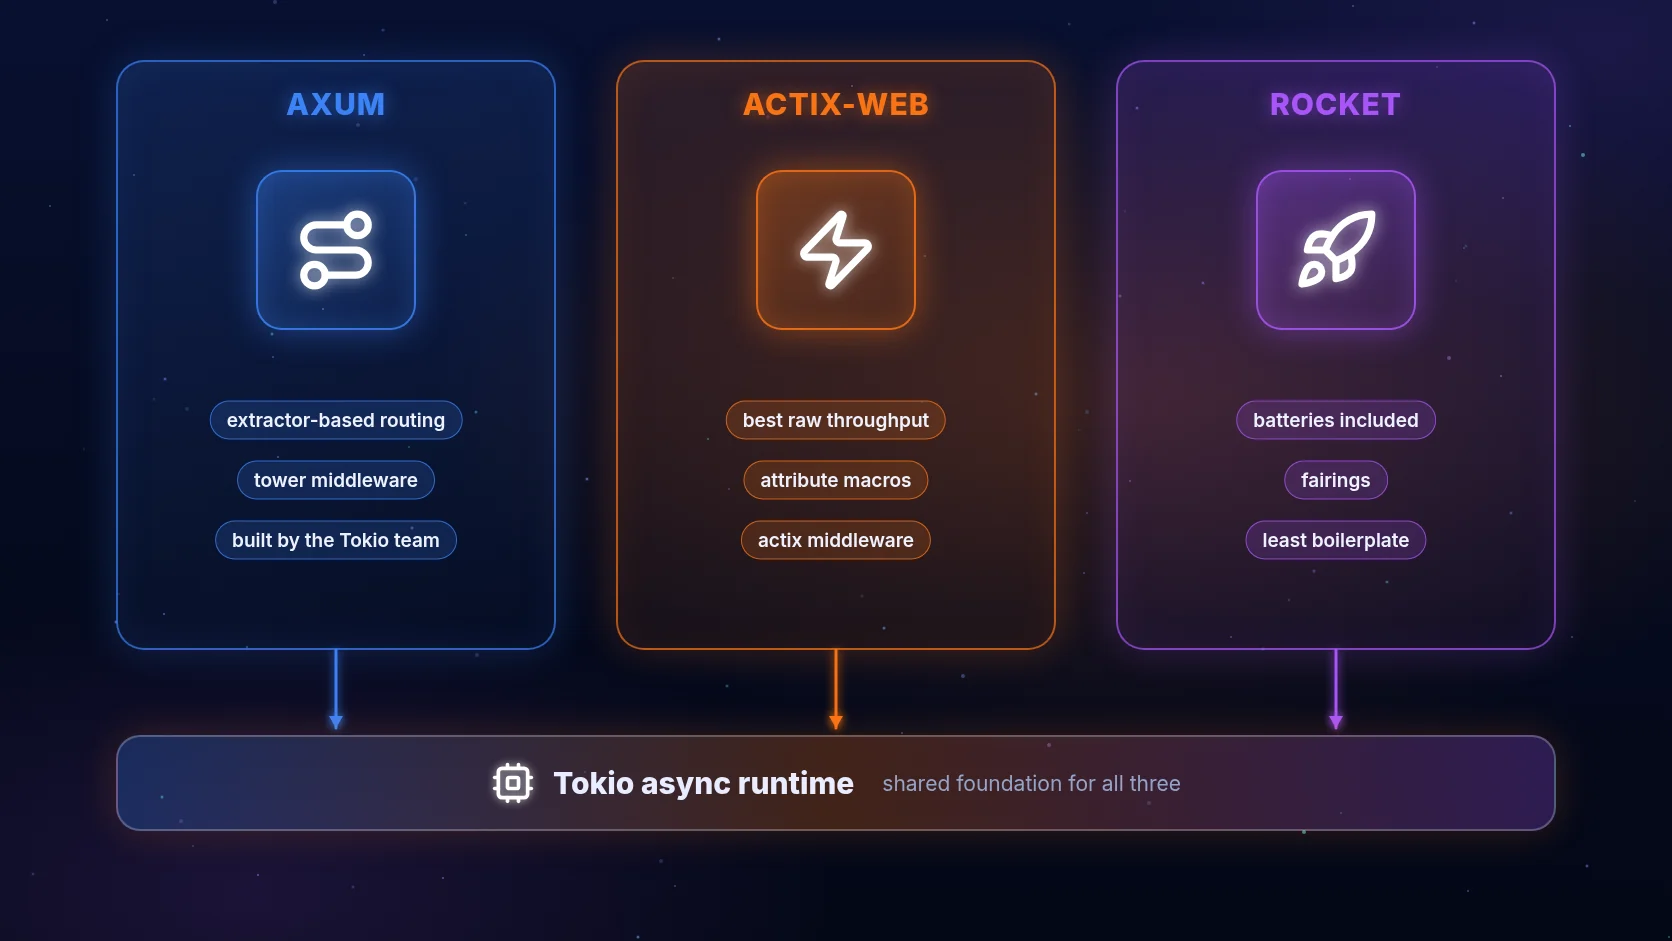 AXUM
extractor-based routing
tower middleware
built by the Tokio team
ACTIX-WEB
best raw throughput
attribute macros
actix middleware
ROCKET
batteries included
fairings
least boilerplate
Tokio async runtime
shared foundation for all three